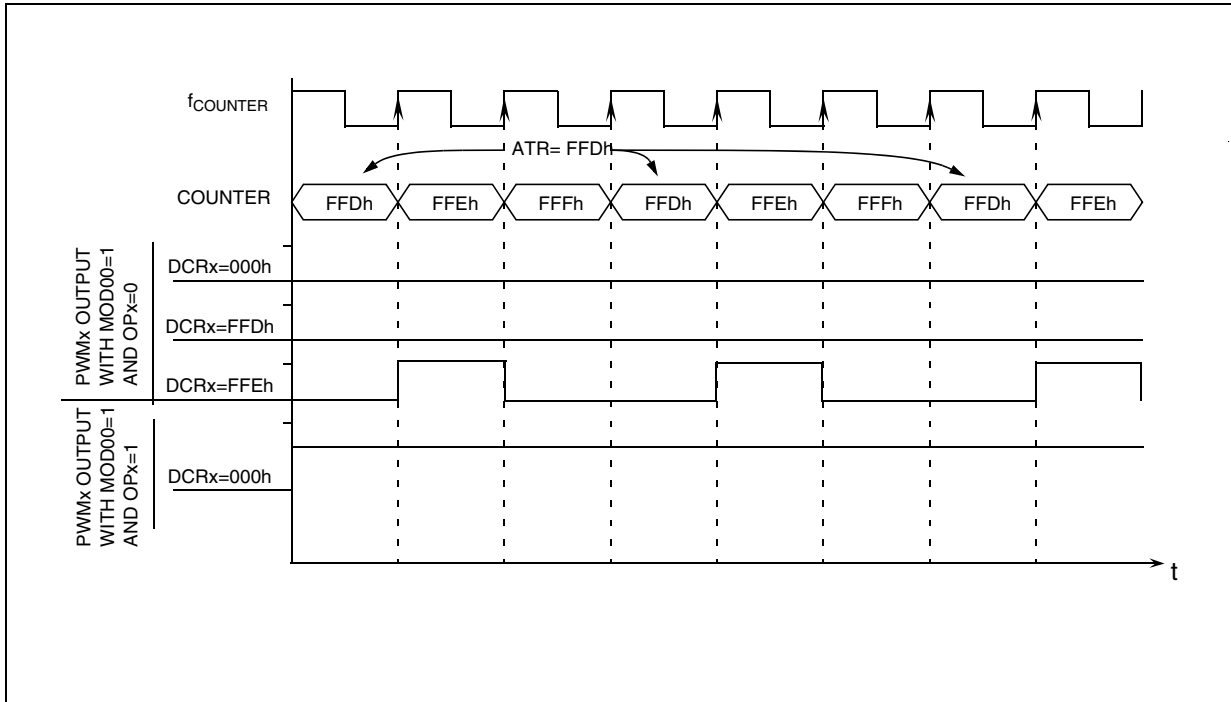 fCOUNTER
ATR= FFDh
COUNTER
FFDh FFEh FFFh FFDh FFEh FFFh FFDh FFEh
PWMx OUTPUT
WITH MOD00=1
AND OPx=0
DCRx=000h
DCRx=FFDh
DCRx=FFEh
PWMx OUTPUT
WITH MOD00=1
AND OPx=1
DCRx=000h
t